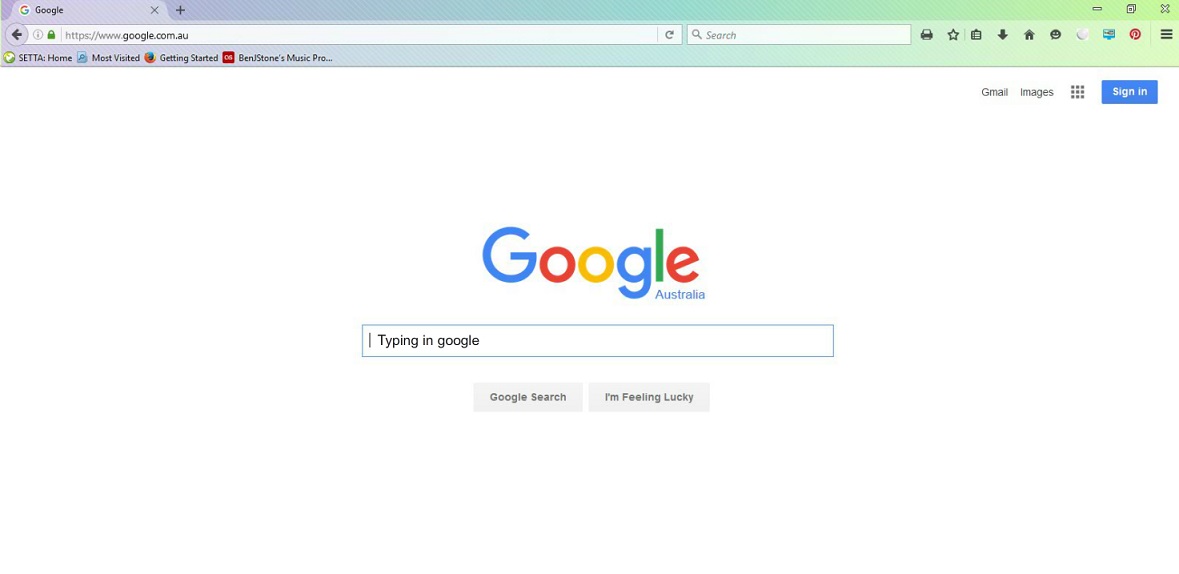 Google
https://www.google.com.au
Search
SETTA: Home Most Visited Getting Started BenJStone's Music Pro...
Gmail Images Sign in
Google
Australia
Typing in google
Google Search I'm Feeling Lucky